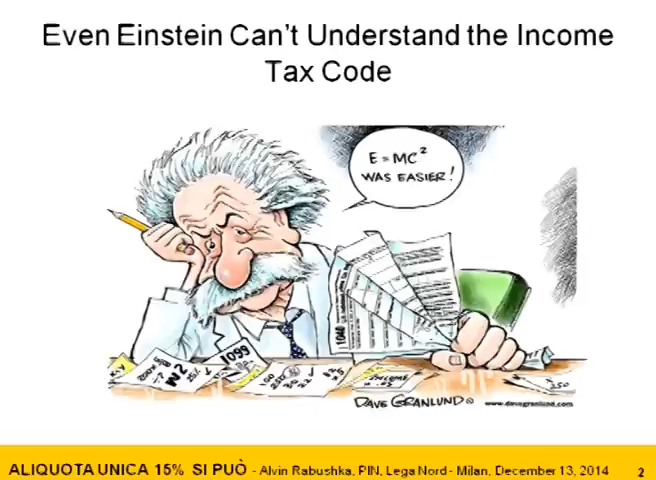 Even Einstein Can't Understand the Income
Tax Code
E=MC²
WAS EASIER!
1040
1099
W2
DAVE GRANLUND ©
www.davegranlund.com
ALIQUOTA UNICA 15% SI PUÒ - Alvin Rabushka, PIN, Lega Nord - Milan, December 13, 2014
2